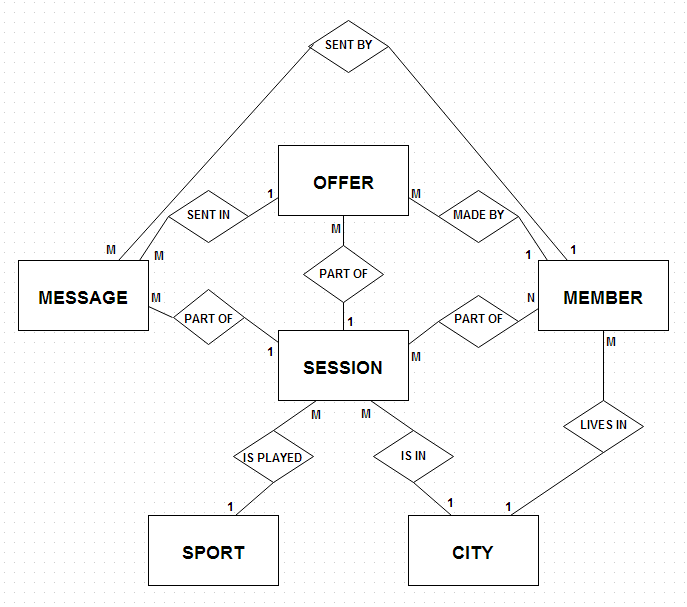 SENT BY
OFFER
1
M
SENT IN
MADE BY
M
M
M
1
1
PART OF
MESSAGE
M
N
MEMBER
PART OF
PART OF
1
1
M
M
SESSION
M
M
LIVES IN
IS PLAYED
IS IN
1
1
1
SPORT
CITY